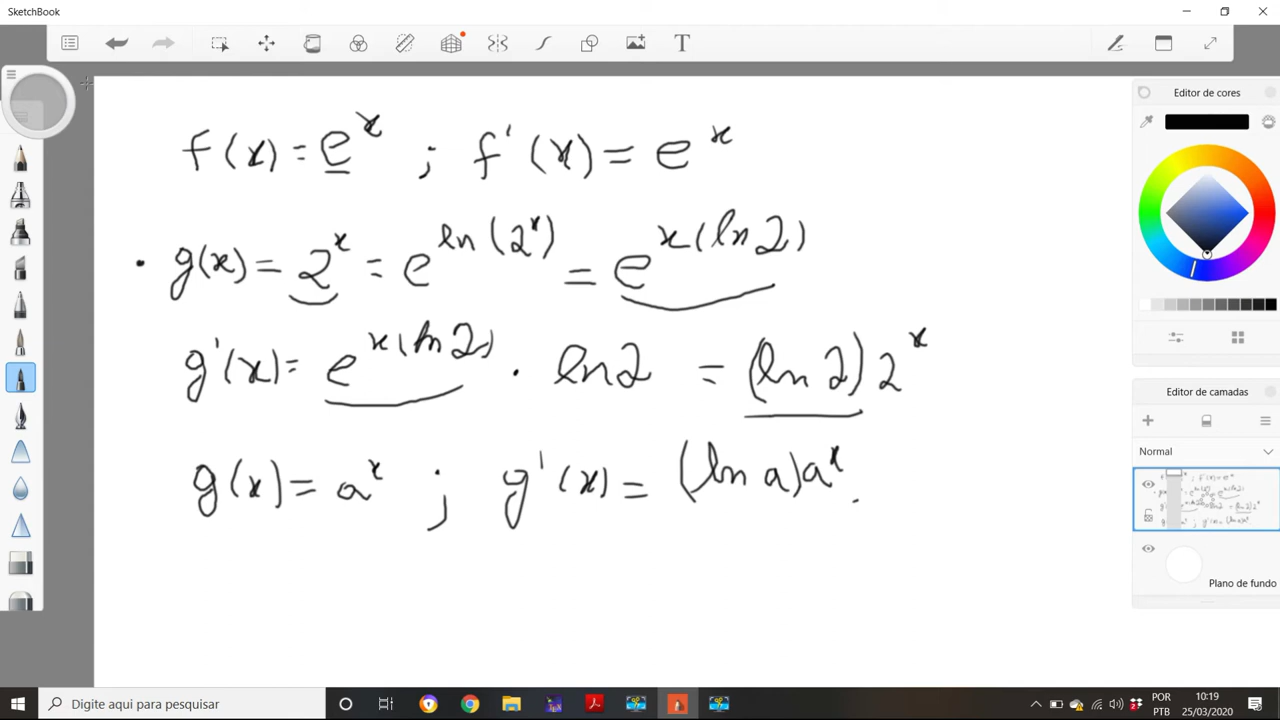 SketchBook
T
Editor de cores
f(x) = e^x ; f'(x) = e^x
• g(x) = 2^x = e^ln(2^x) = e^x(ln 2)
g'(x) = e^x(ln 2) · ln 2 = (ln 2) 2^x
g(x) = a^x ; g'(x) = (ln a)a^x.
Editor de camadas
Normal
Plano de fundo
Digite aqui para pesquisar
POR
PTB
10:19
25/03/2020